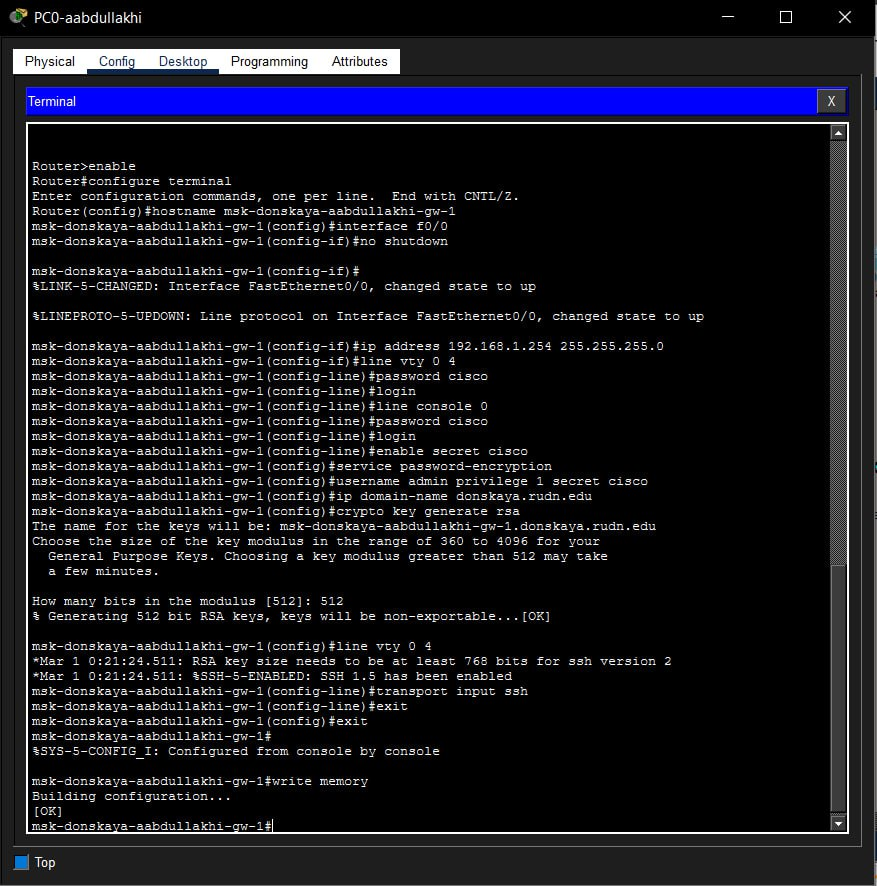 PC0-aabdullakhi
Physical Config Desktop Programming Attributes
Terminal X
Router>enable
Router#configure terminal
Enter configuration commands, one per line.  End with CNTL/Z.
Router(config)#hostname msk-donskaya-aabdullakhi-gw-1
msk-donskaya-aabdullakhi-gw-1(config)#interface f0/0
msk-donskaya-aabdullakhi-gw-1(config-if)#no shutdown
msk-donskaya-aabdullakhi-gw-1(config-if)#
%LINK-5-CHANGED: Interface FastEthernet0/0, changed state to up
%LINEPROTO-5-UPDOWN: Line protocol on Interface FastEthernet0/0, changed state to up
msk-donskaya-aabdullakhi-gw-1(config-if)#ip address 192.168.1.254 255.255.255.0
msk-donskaya-aabdullakhi-gw-1(config-if)#line vty 0 4
msk-donskaya-aabdullakhi-gw-1(config-line)#password cisco
msk-donskaya-aabdullakhi-gw-1(config-line)#login
msk-donskaya-aabdullakhi-gw-1(config-line)#line console 0
msk-donskaya-aabdullakhi-gw-1(config-line)#password cisco
msk-donskaya-aabdullakhi-gw-1(config-line)#login
msk-donskaya-aabdullakhi-gw-1(config-line)#enable secret cisco
msk-donskaya-aabdullakhi-gw-1(config)#service password-encryption
msk-donskaya-aabdullakhi-gw-1(config)#username admin privilege 1 secret cisco
msk-donskaya-aabdullakhi-gw-1(config)#ip domain-name donskaya.rudn.edu
msk-donskaya-aabdullakhi-gw-1(config)#crypto key generate rsa
The name for the keys will be: msk-donskaya-aabdullakhi-gw-1.donskaya.rudn.edu
Choose the size of the key modulus in the range of 360 to 4096 for your
General Purpose Keys. Choosing a key modulus greater than 512 may take
a few minutes.
How many bits in the modulus [512]: 512
% Generating 512 bit RSA keys, keys will be non-exportable...[OK]
msk-donskaya-aabdullakhi-gw-1(config)#line vty 0 4
*Mar 1 0:21:24.511: RSA key size needs to be at least 768 bits for ssh version 2
*Mar 1 0:21:24.511: %SSH-5-ENABLED: SSH 1.5 has been enabled
msk-donskaya-aabdullakhi-gw-1(config-line)#transport input ssh
msk-donskaya-aabdullakhi-gw-1(config-line)#exit
msk-donskaya-aabdullakhi-gw-1(config)#exit
msk-donskaya-aabdullakhi-gw-1#
%SYS-5-CONFIG_I: Configured from console by console
msk-donskaya-aabdullakhi-gw-1#write memory
Building configuration...
[OK]
msk-donskaya-aabdullakhi-gw-1#
Top